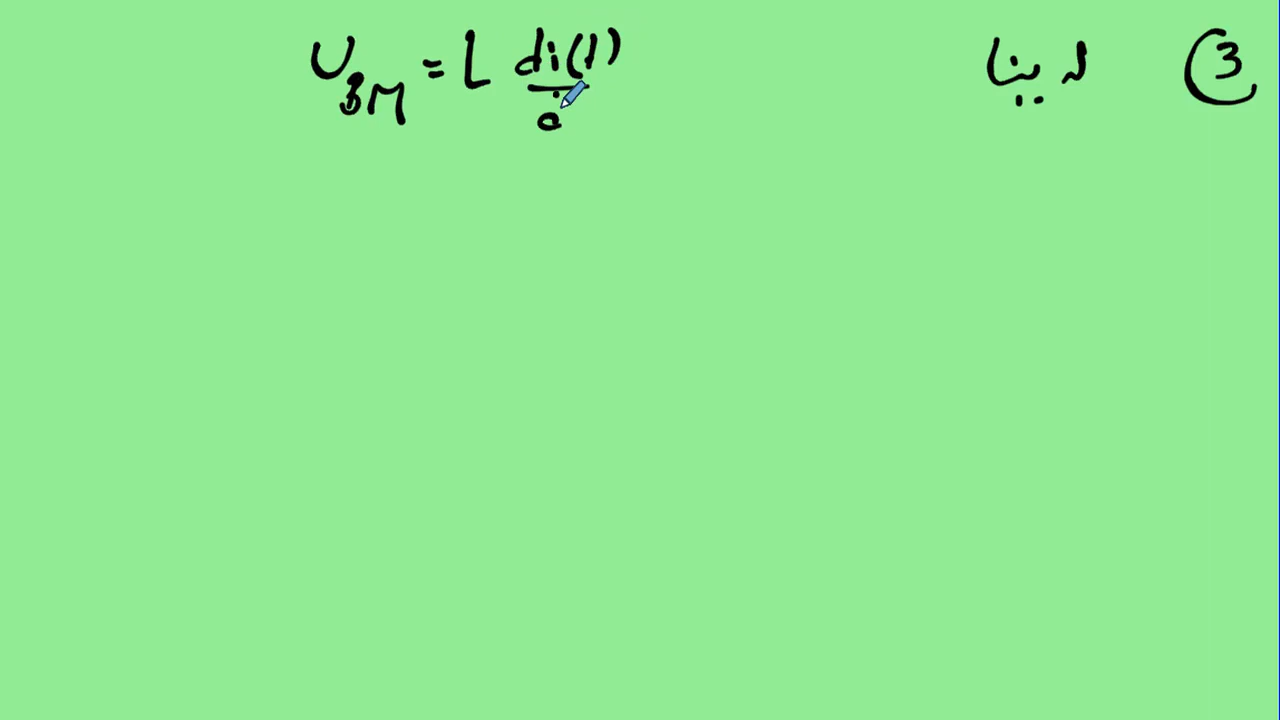 3) لدينا
U_BM = L di(t)/d